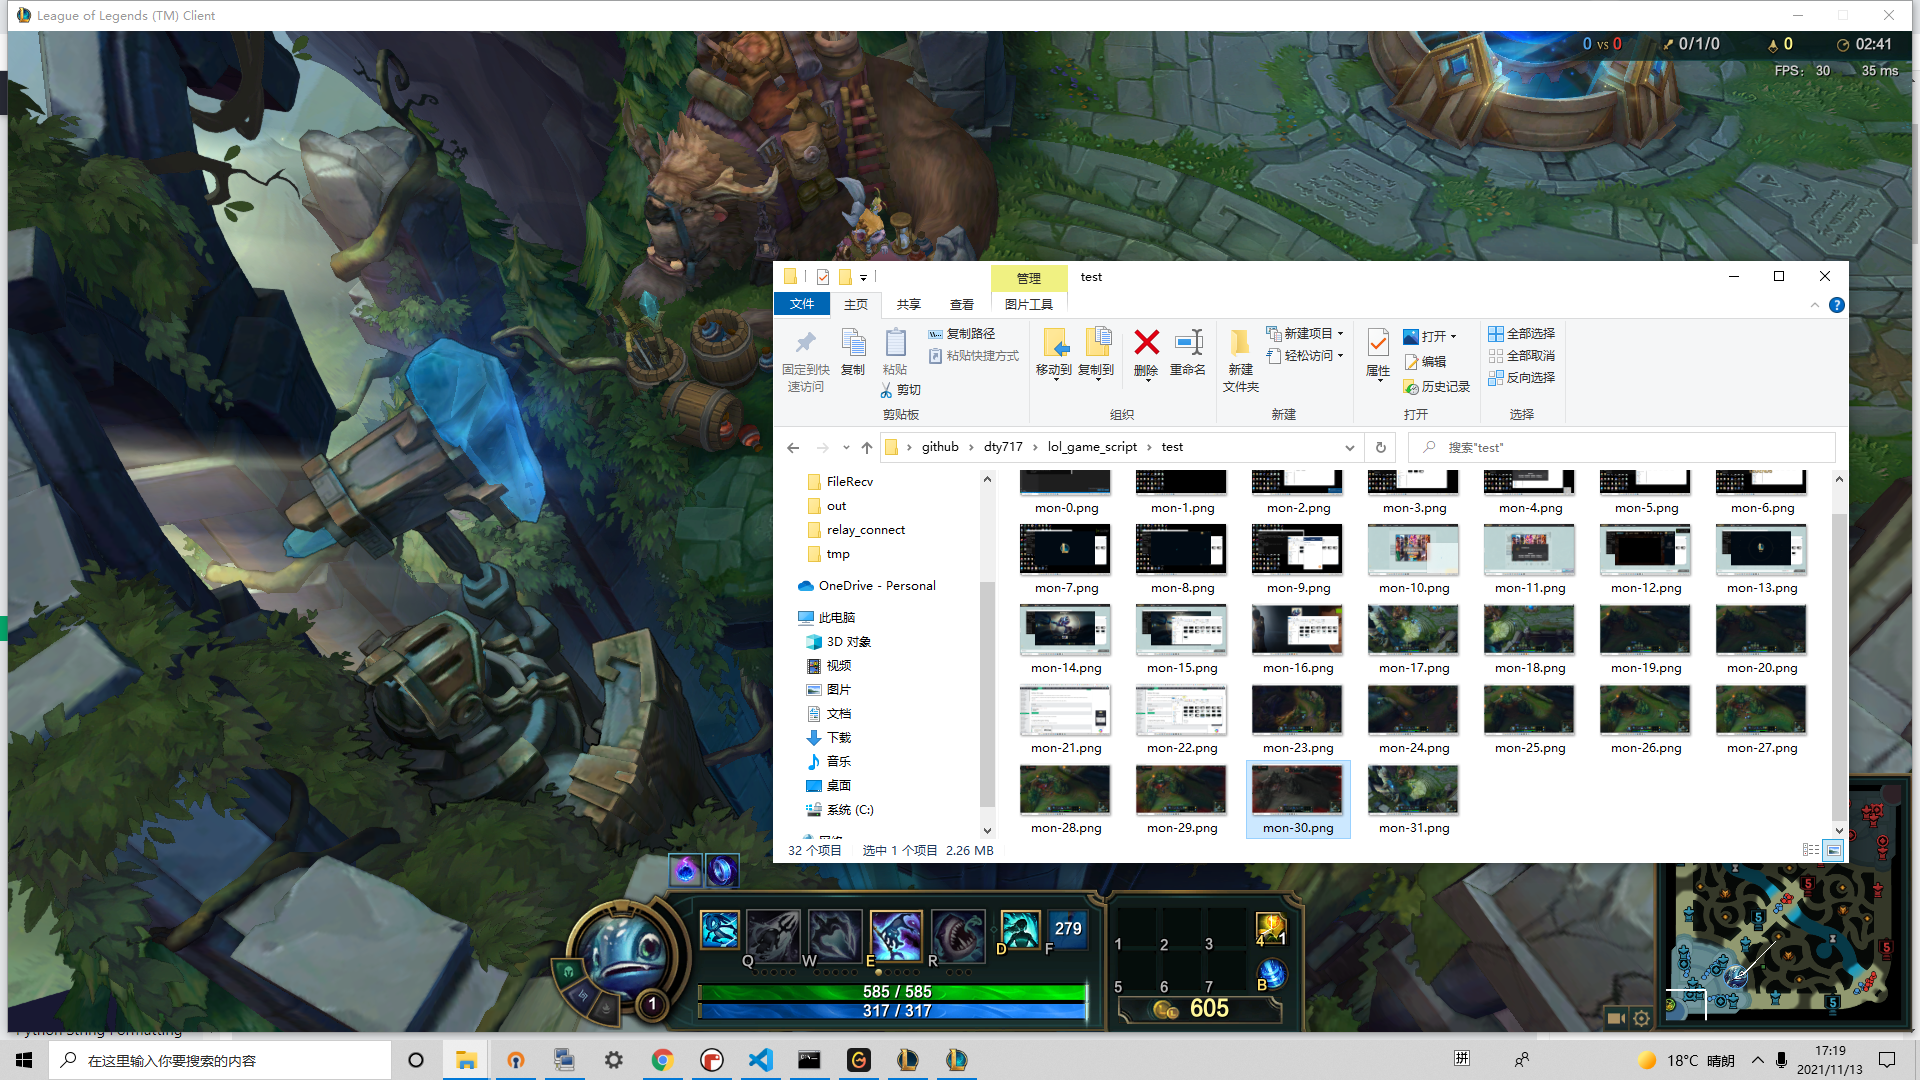 League of Legends (TM) Client
0 vs 0 0/1/0 0 02:41
FPS: 30 35 ms
管理
test
文件
主页
共享
查看
图片工具
固定到快
速访问
复制
粘贴
复制路径
粘贴快捷方式
剪切
剪贴板
移动到
复制到
删除
重命名
组织
新建
文件夹
新建项目
轻松访问
新建
属性
打开
编辑
历史记录
打开
全部选择
全部取消
反向选择
选择
github
dty717
lol_game_script
test
搜索"test"
FileRecv
out
relay_connect
tmp
OneDrive - Personal
此电脑
3D 对象
视频
图片
文档
下载
音乐
桌面
系统 (C:)
mon-0.png mon-1.png mon-2.png mon-3.png mon-4.png mon-5.png mon-6.png
mon-7.png mon-8.png mon-9.png mon-10.png mon-11.png mon-12.png mon-13.png
mon-14.png mon-15.png mon-16.png mon-17.png mon-18.png mon-19.png mon-20.png
mon-21.png mon-22.png mon-23.png mon-24.png mon-25.png mon-26.png mon-27.png
mon-28.png mon-29.png mon-30.png mon-31.png
32 个项目 选中 1 个项目 2.26 MB
Q W E R D F 279
1 2 3 4 1
5 6 7 B
585 / 585
317 / 317
1
605
5
5
5
5
Python String Formatting
在这里输入你要搜索的内容
拼
18°C 晴朗
17:19
2021/11/13